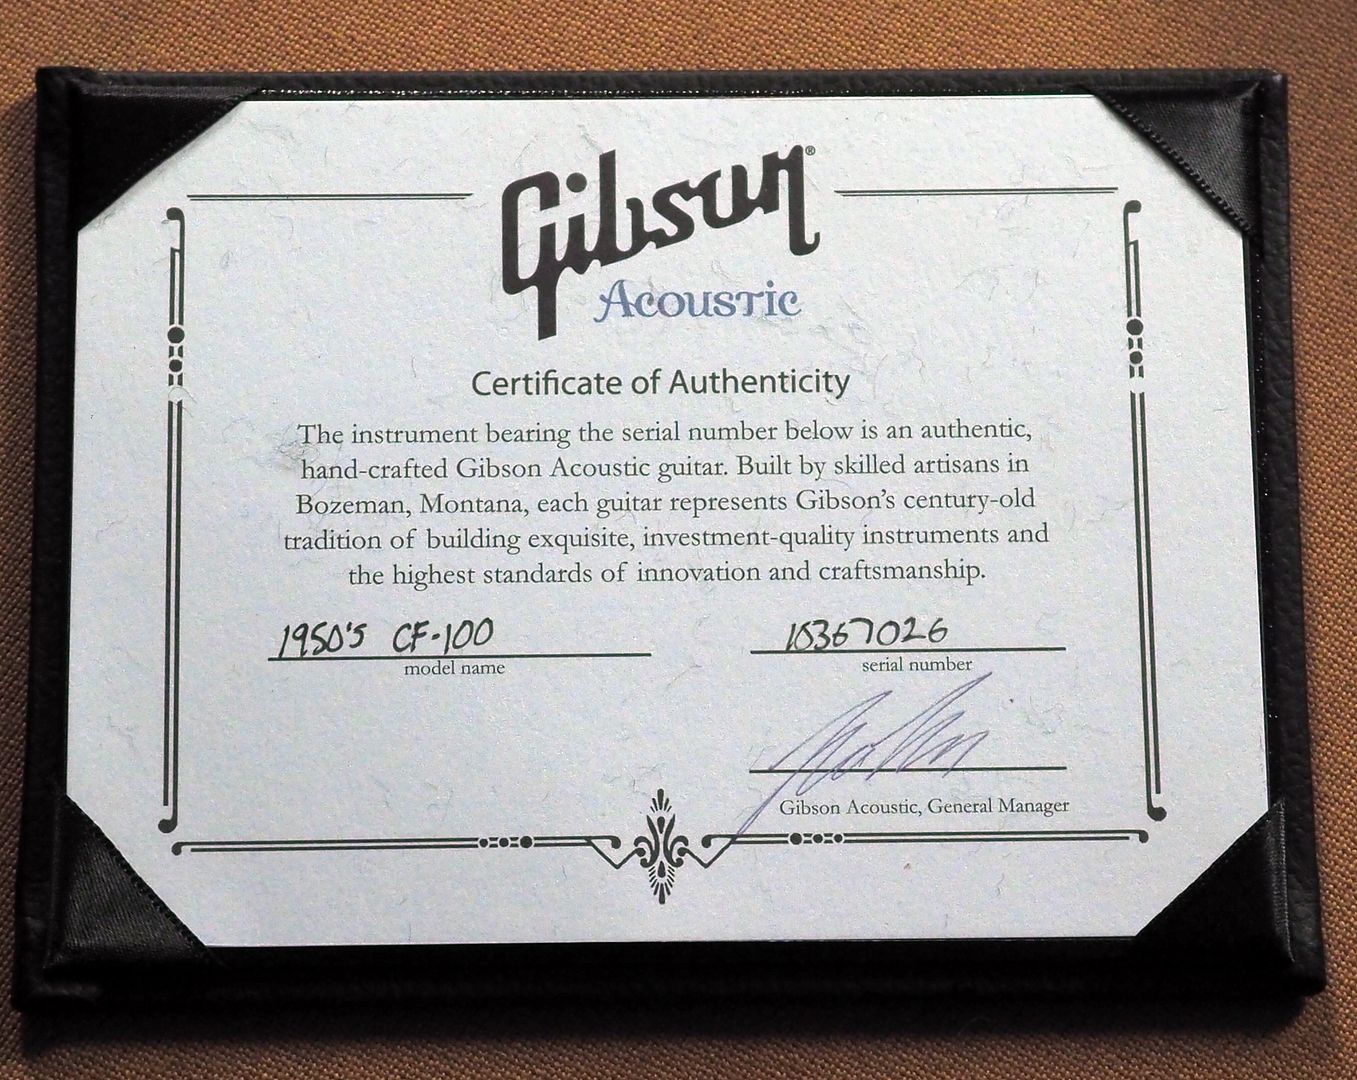 Gibson®
Acoustic
Certificate of Authenticity
The instrument bearing the serial number below is an authentic,
hand-crafted Gibson Acoustic guitar. Built by skilled artisans in
Bozeman, Montana, each guitar represents Gibson's century-old
tradition of building exquisite, investment-quality instruments and
the highest standards of innovation and craftsmanship.
1950's CF-100 10367026
model name serial number
Gibson Acoustic, General Manager